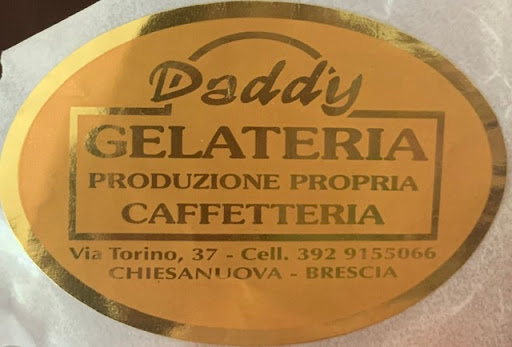 Daddy
GELATERIA
PRODUZIONE PROPRIA
CAFFETTERIA
Via Torino, 37 - Cell. 392 9155066
CHIESANUOVA - BRESCIA